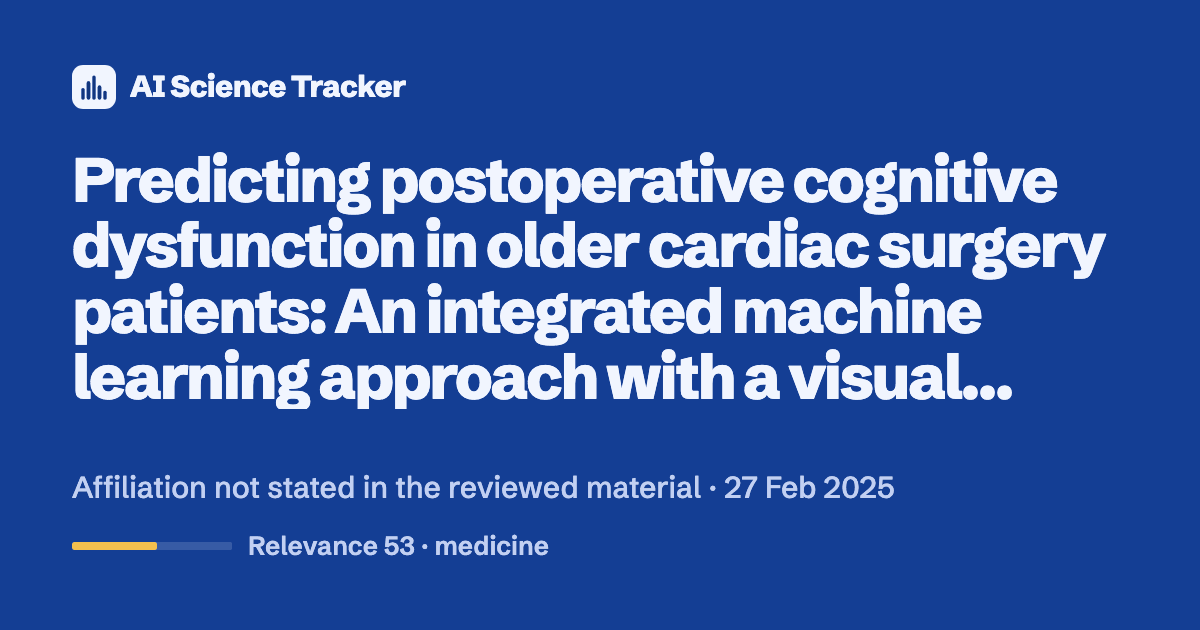 AI Science Tracker
Predicting postoperative cognitive
dysfunction in older cardiac surgery
patients: An integrated machine
learning approach with a visual...
Affiliation not stated in the reviewed material · 27 Feb 2025
Relevance 53 · medicine